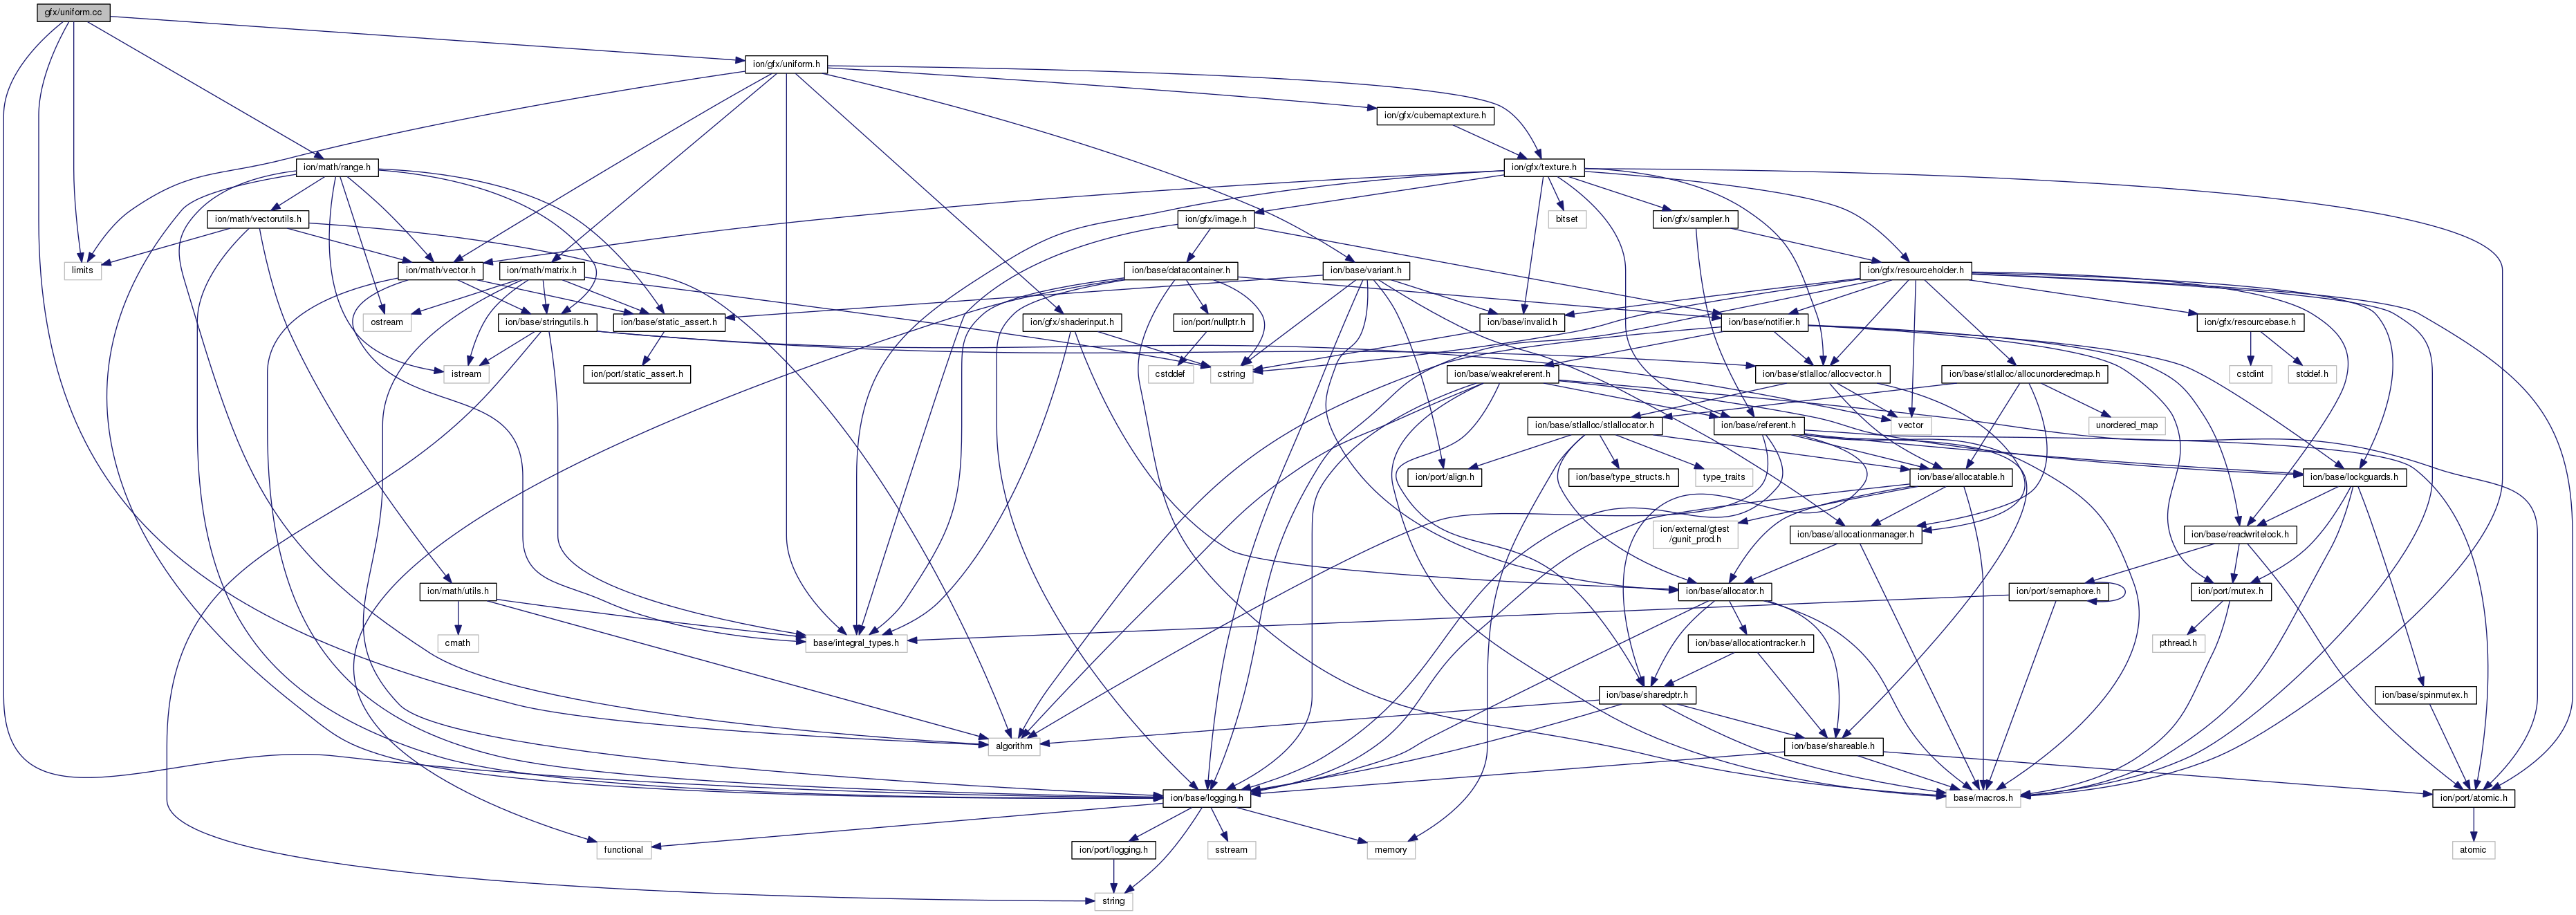 gfx/uniform.cc
ion/gfx/uniform.h
ion/gfx/cubemaptexture.h
ion/math/range.h
ion/gfx/texture.h
ion/math/vectorutils.h
ion/gfx/image.h
bitset
ion/gfx/sampler.h
limits
ion/math/vector.h
ion/math/matrix.h
ion/base/datacontainer.h
ion/base/variant.h
ion/gfx/resourceholder.h
ostream
ion/base/stringutils.h
ion/base/static_assert.h
ion/gfx/shaderinput.h
ion/port/nullptr.h
ion/base/invalid.h
ion/base/notifier.h
ion/gfx/resourcebase.h
istream
ion/port/static_assert.h
cstddef
cstring
ion/base/weakreferent.h
ion/base/stlalloc/allocvector.h
ion/base/stlalloc/allocunorderedmap.h
cstdint
stddef.h
ion/base/stlalloc/stlallocator.h
ion/base/referent.h
vector
unordered_map
ion/port/align.h
ion/base/type_structs.h
type_traits
ion/base/allocatable.h
ion/base/lockguards.h
ion/external/gtest
/gunit_prod.h
ion/base/allocationmanager.h
ion/base/readwritelock.h
ion/math/utils.h
ion/base/allocator.h
ion/port/semaphore.h
ion/port/mutex.h
cmath
base/integral_types.h
ion/base/allocationtracker.h
pthread.h
ion/base/sharedptr.h
ion/base/spinmutex.h
algorithm
ion/base/shareable.h
ion/base/logging.h
base/macros.h
ion/port/atomic.h
functional
ion/port/logging.h
sstream
memory
atomic
string